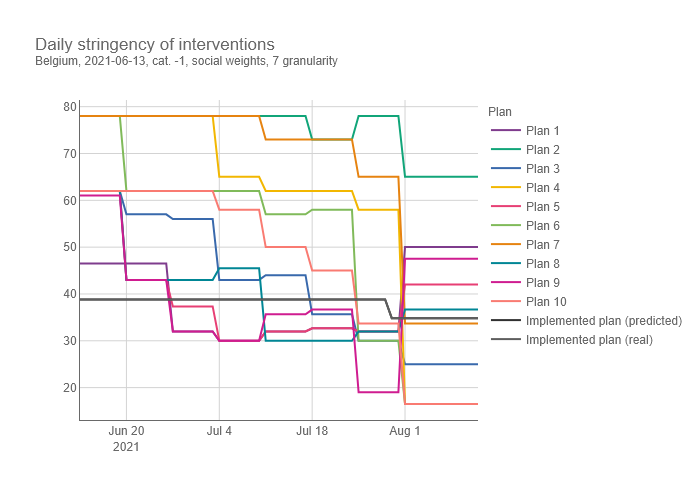 Daily stringency of interventions
Belgium, 2021-06-13, cat. -1, social weights, 7 granularity
80
70
60
50
40
30
20
Jun 20
2021
Jul 4
Jul 18
Aug 1
Plan
Plan 1
Plan 2
Plan 3
Plan 4
Plan 5
Plan 6
Plan 7
Plan 8
Plan 9
Plan 10
Implemented plan (predicted)
Implemented plan (real)